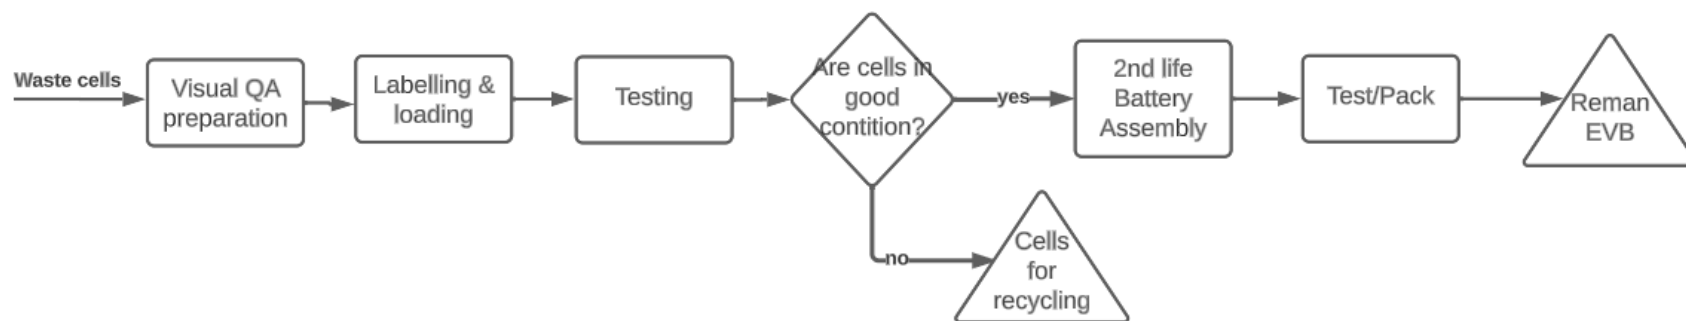 Waste cells
Visual QA
preparation
Labelling &
loading
Testing
Are cells in
good
contition?
yes
2nd life
Battery
Assembly
Test/Pack
Reman
EVB
no
Cells
for
recycling